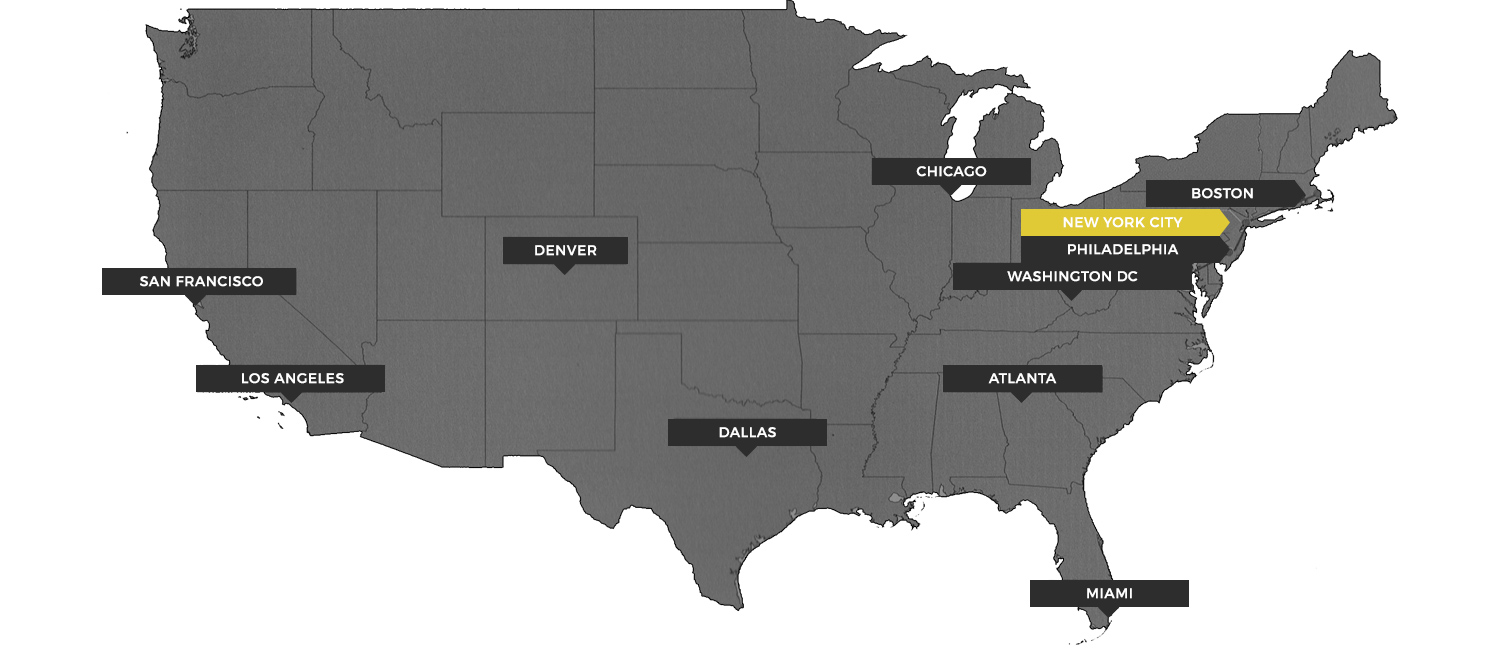 CHICAGO
BOSTON
NEW YORK CITY
DENVER
PHILADELPHIA
SAN FRANCISCO
WASHINGTON DC
LOS ANGELES
ATLANTA
DALLAS
MIAMI